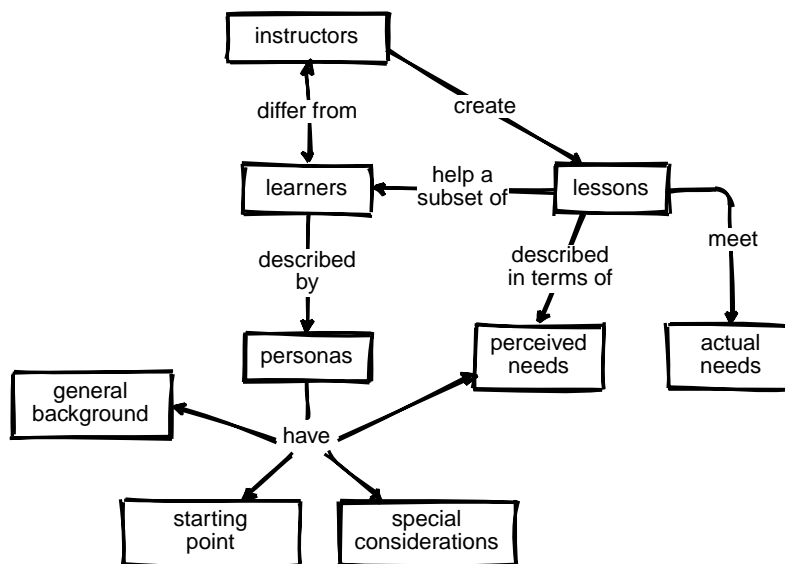 instructors
differ from
create
learners
help a
subset of
lessons
described
by
described
in terms of
meet
personas
perceived
needs
actual
needs
general
background
have
starting
point
special
considerations